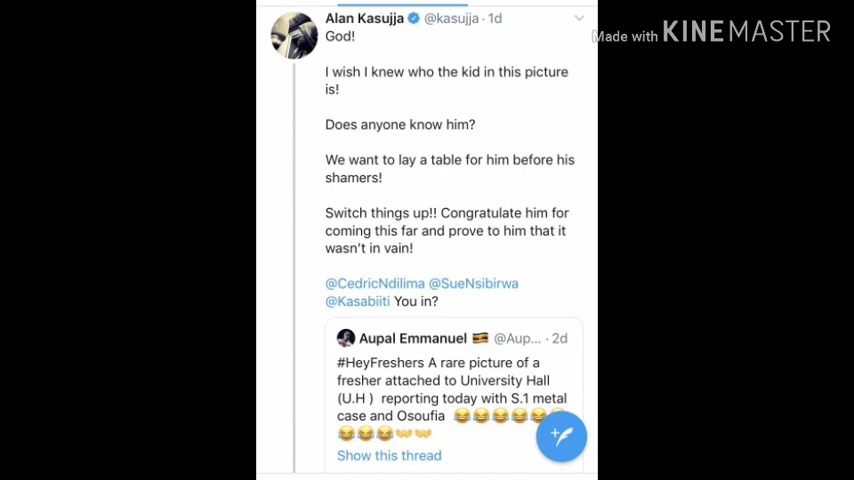 Alan Kasujja @kasujja · 1d
God!
Made with KINEMASTER
I wish I knew who the kid in this picture
is!
Does anyone know him?
We want to lay a table for him before his
shamers!
Switch things up!! Congratulate him for
coming this far and prove to him that it
wasn't in vain!
@CedricNdilima @SueNsibirwa
@Kasabiiti You in?
Aupal Emmanuel 🇺🇬 @Aup... · 2d
#HeyFreshers A rare picture of a
fresher attached to University Hall
(U.H ) reporting today with S.1 metal
case and Osoufia 😂😂😂😂😂😂
😂😂😂👐👐
Show this thread